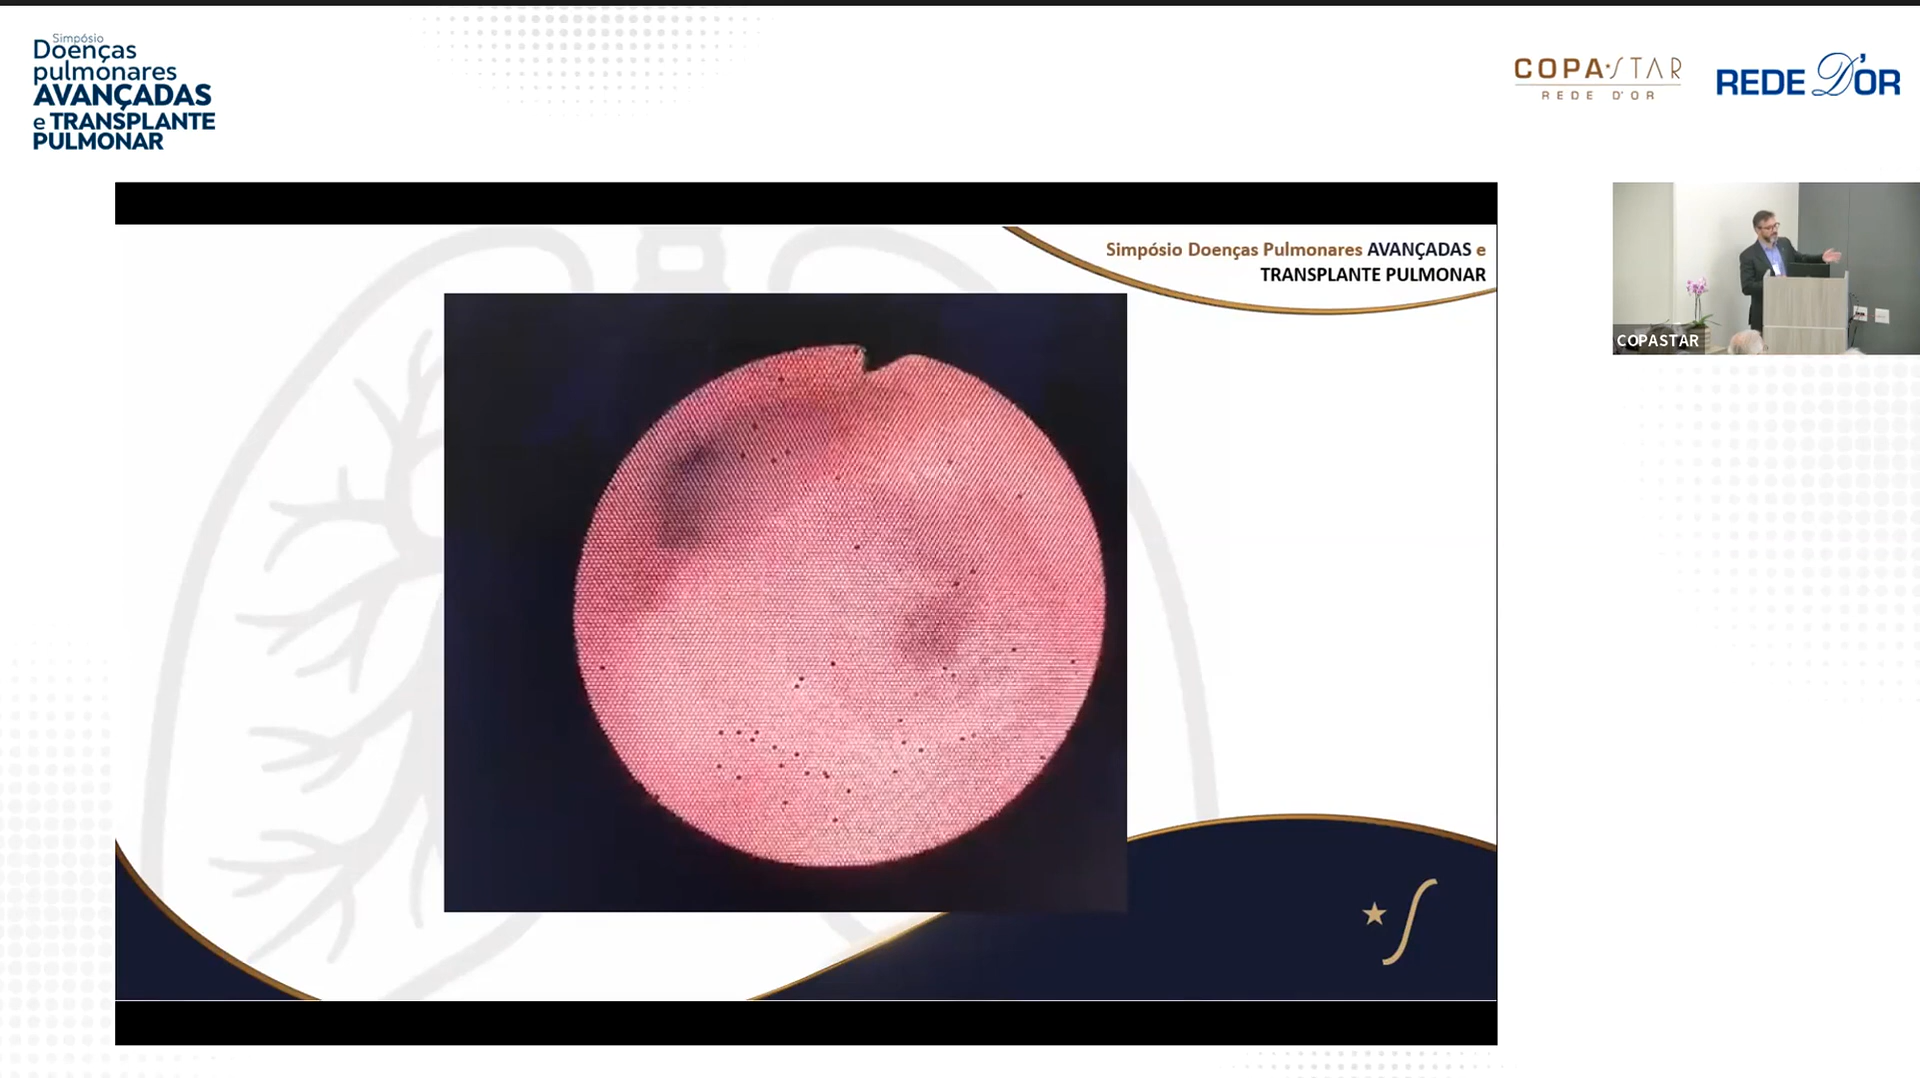 Simpósio
Doenças
pulmonares
AVANÇADAS
e TRANSPLANTE
PULMONAR
COPA STAR
REDE D'OR
REDE D'OR
Simpósio Doenças Pulmonares AVANÇADAS e
TRANSPLANTE PULMONAR
COPASTAR